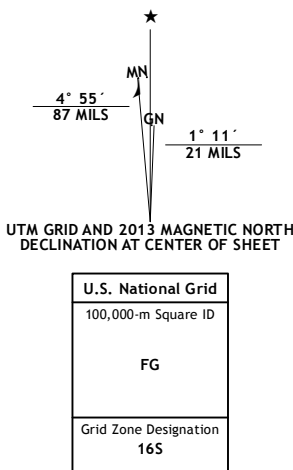 MN
4° 55´
87 MILS
GN
1° 11´
21 MILS
UTM GRID AND 2013 MAGNETIC NORTH
DECLINATION AT CENTER OF SHEET
U.S. National Grid
100,000-m Square ID
FG
Grid Zone Designation
16S